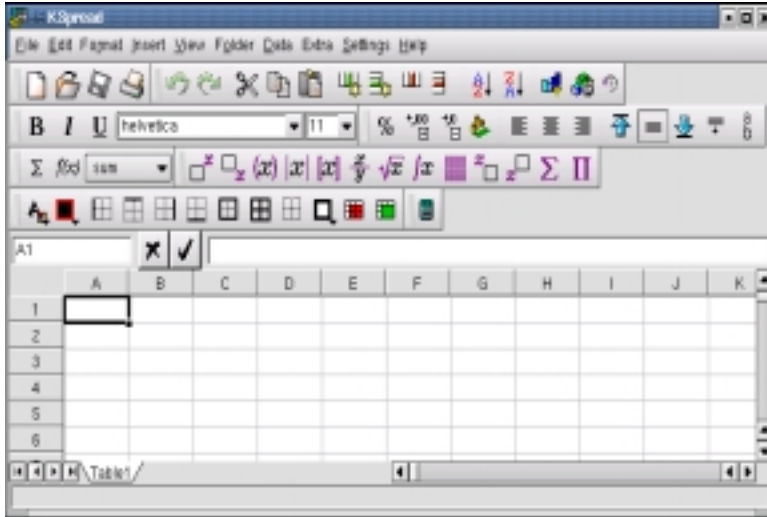 KSpread
File Edit Format Insert View Folder Data Extra Settings Help
B I U helvetica 11 %
Σ f(x) sum
A1
A B C D E F G H I J K
1
2
3
4
5
6
Table1